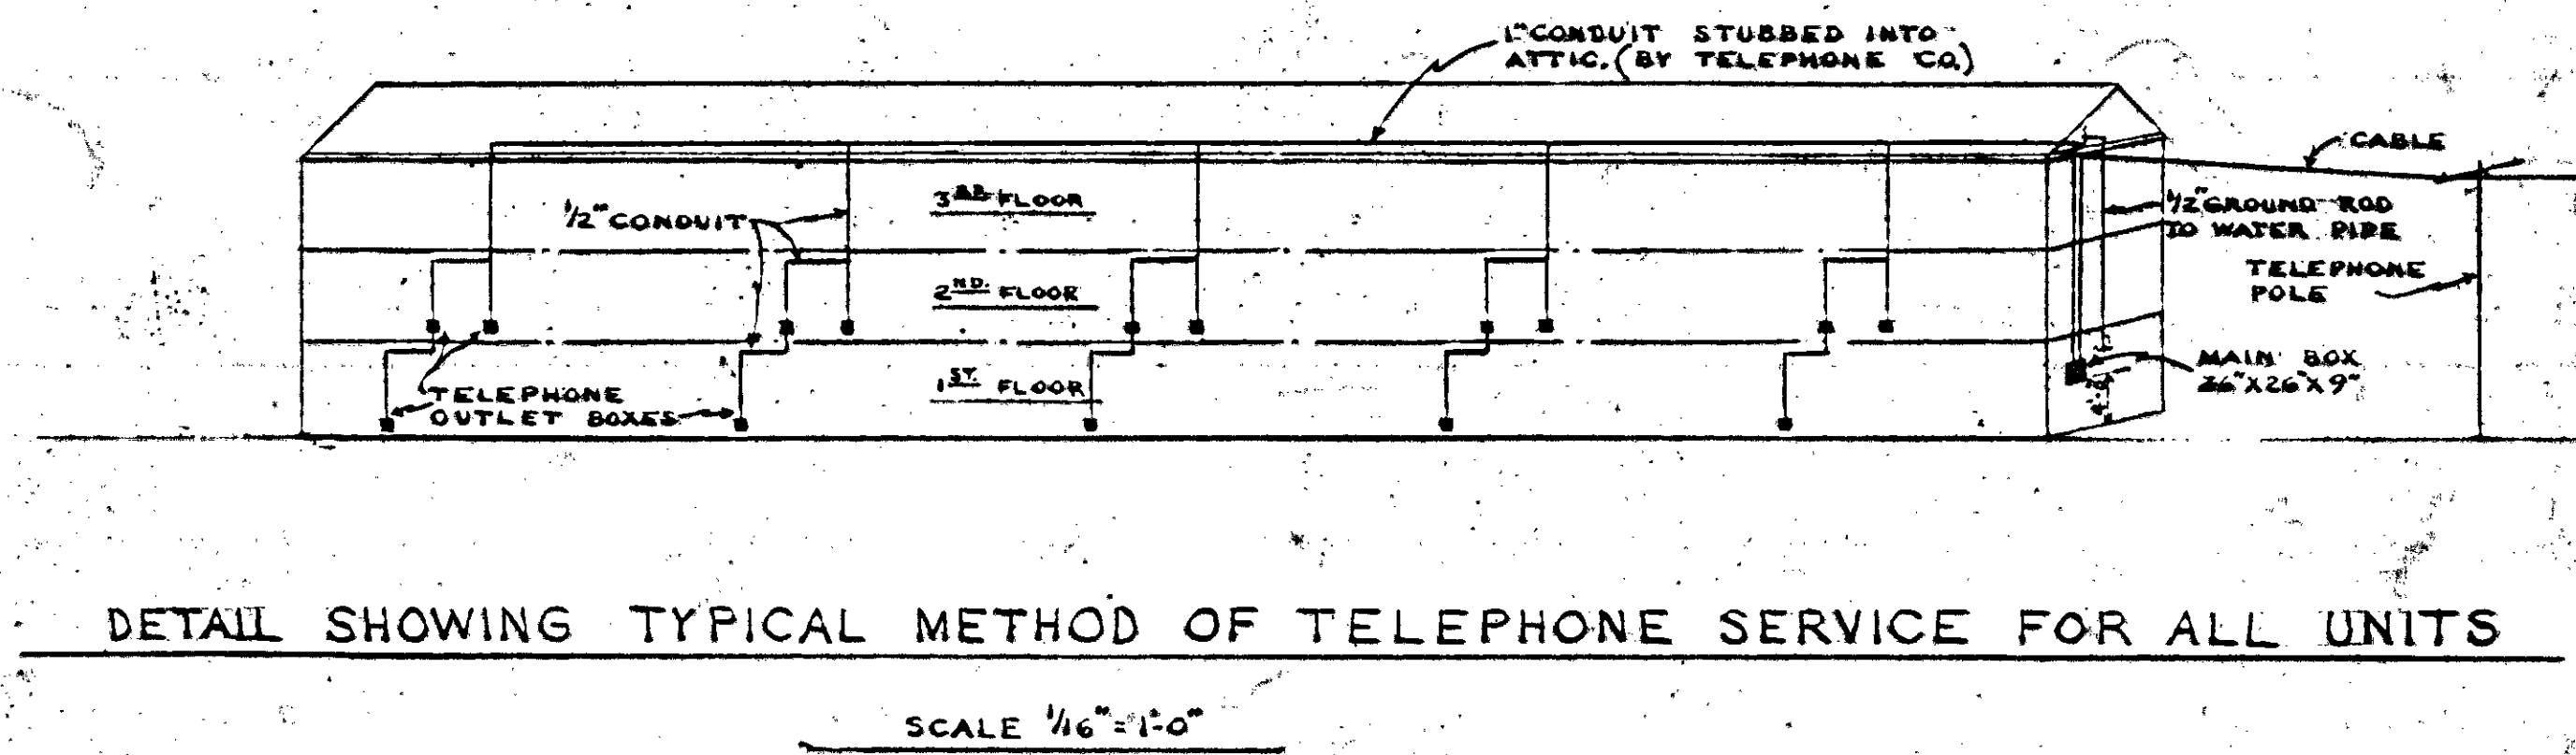 1" CONDUIT STUBBED INTO
ATTIC. (BY TELEPHONE CO.)
CABLE
3RD FLOOR
1/2" CONDUIT
1/2" GROUND ROD
TO WATER PIPE
TELEPHONE
POLE
2ND. FLOOR
MAIN BOX
26"X26"X9"
1ST. FLOOR
TELEPHONE
OUTLET BOXES
DETAIL SHOWING TYPICAL METHOD OF TELEPHONE SERVICE FOR ALL UNITS
SCALE 1/16"=1'-0"